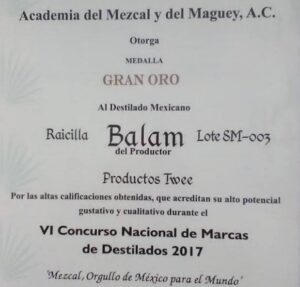 Academia del Mezcal y del Maguey, A.C.
Otorga
MEDALLA
GRAN ORO
Al Destilado Mexicano
Raicilla Balam Lote SM-003
del Productor
Productos Twee
Por las altas calificaciones obtenidas, que acreditan su alto potencial
gustativo y cualitativo durante el
VI Concurso Nacional de Marcas
de Destilados 2017
'Mezcal, Orgullo de México para el Mundo'